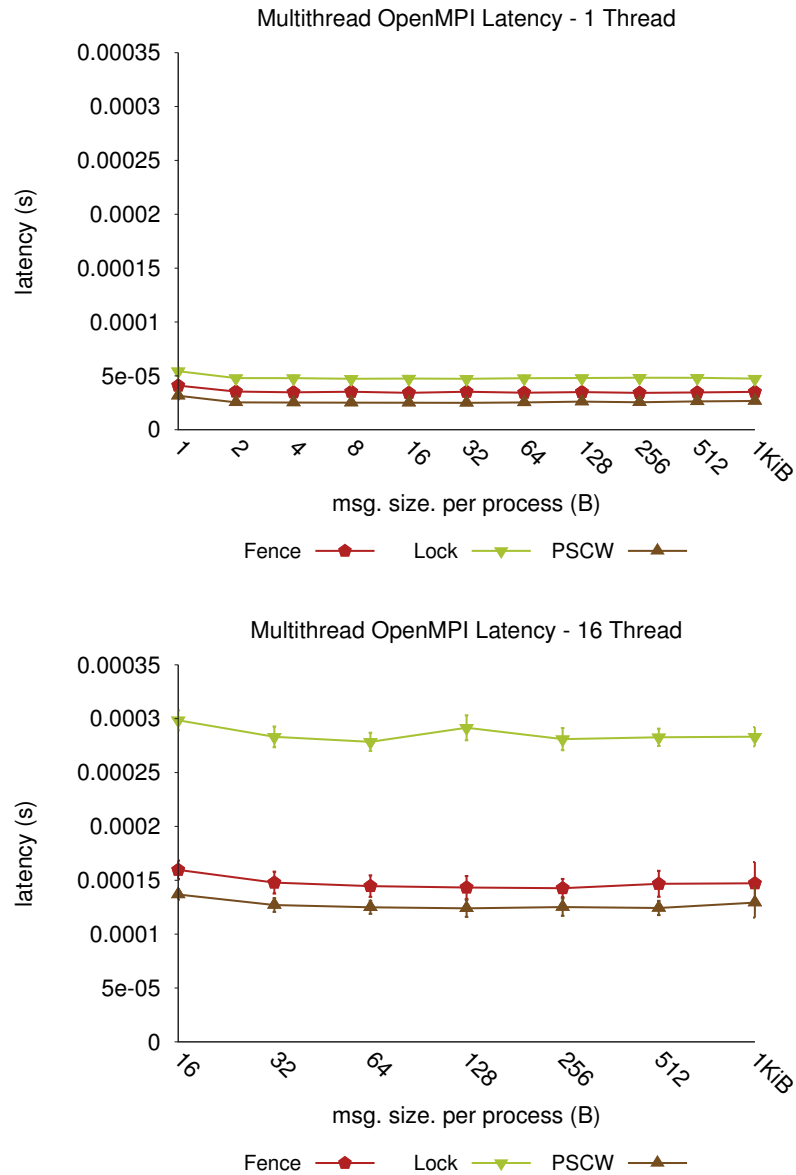 Multithread OpenMPI Latency - 1 Thread
0.00035
0.0003
0.00025
0.0002
0.00015
0.0001
5e-05
0
latency (s)
1 2 4 8 16 32 64 128 256 512 1KiB
msg. size. per process (B)
Fence Lock PSCW
Multithread OpenMPI Latency - 16 Thread
0.00035
0.0003
0.00025
0.0002
0.00015
0.0001
5e-05
0
latency (s)
16 32 64 128 256 512 1KiB
msg. size. per process (B)
Fence Lock PSCW